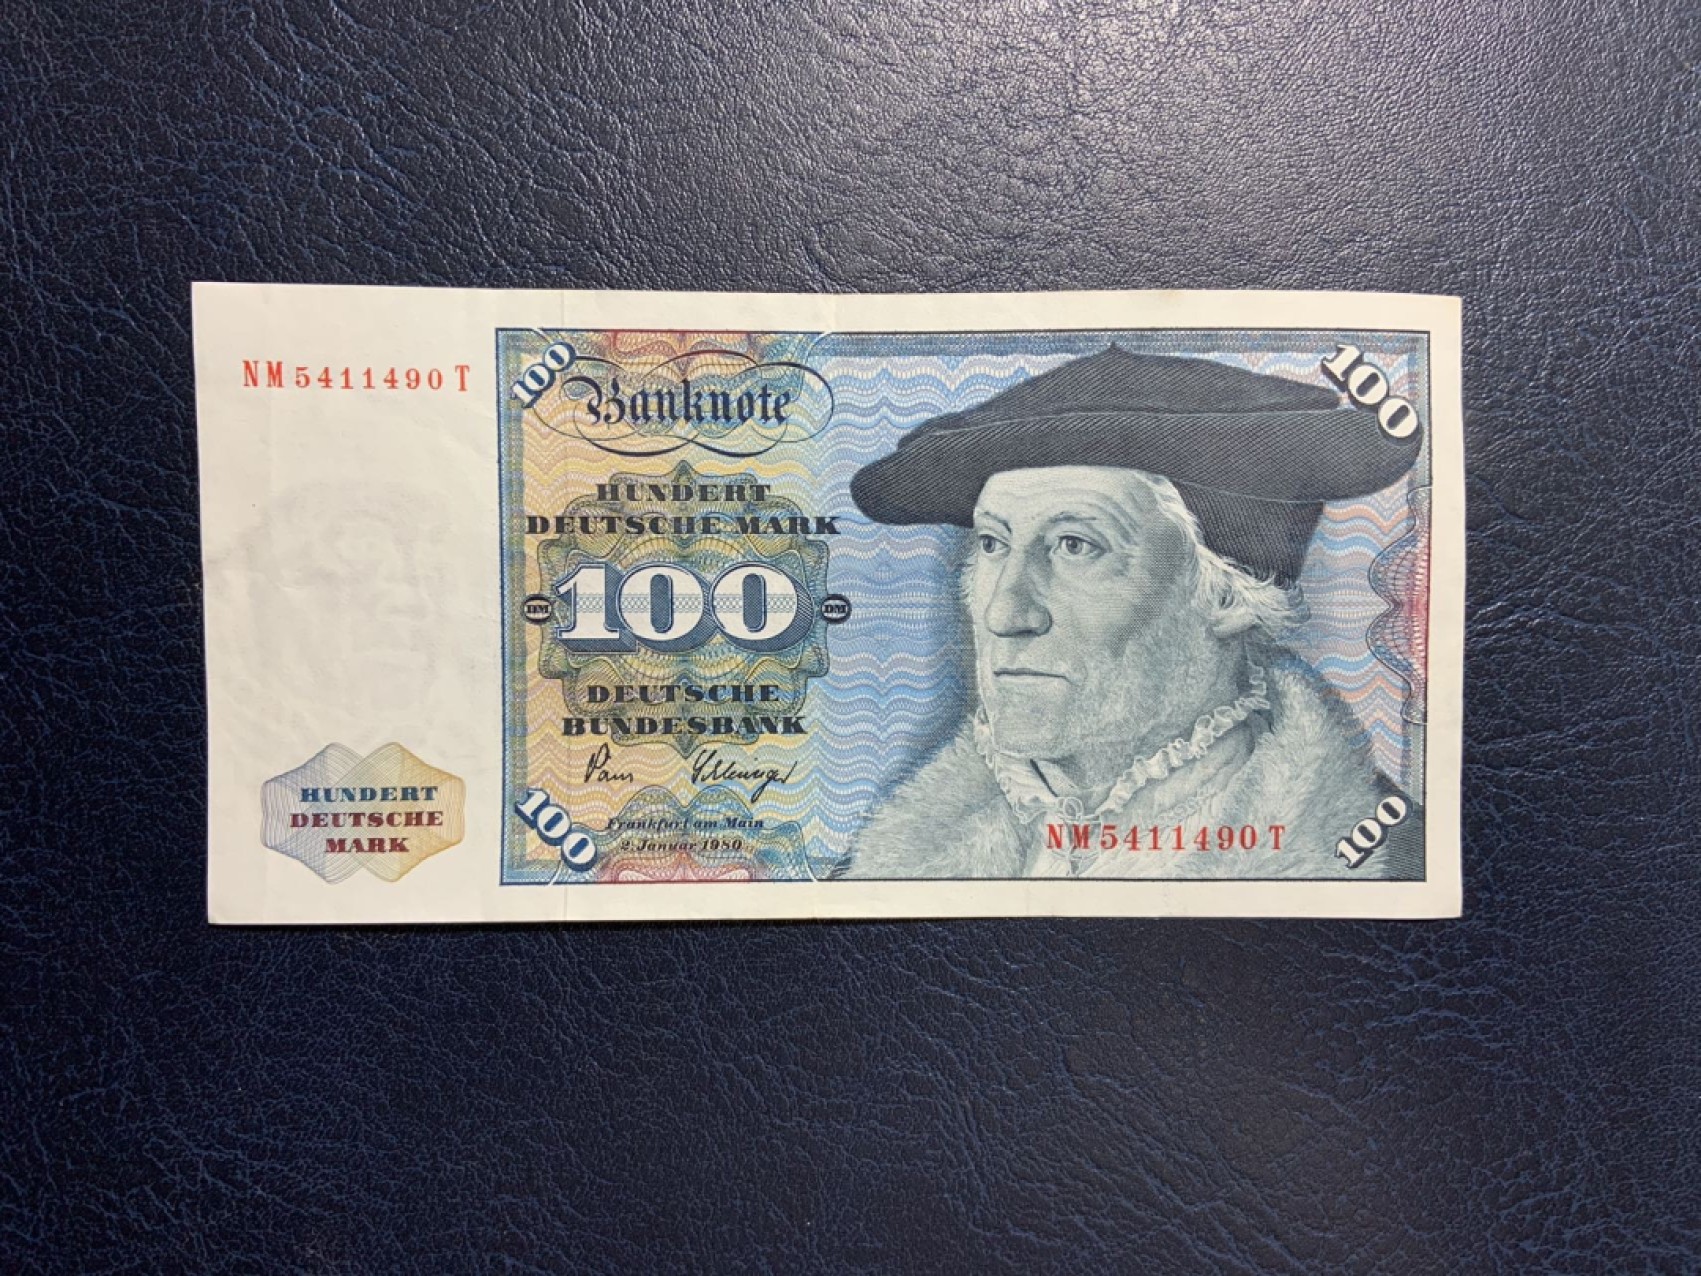 NM5411490T
100
100
Banknote
HUNDERT
DEUTSCHE MARK
DM
100
DM
DEUTSCHE
BUNDESBANK
HUNDERT
DEUTSCHE
MARK
100
Frankfurt am Main
2. Januar 1980
NM5411490T
100